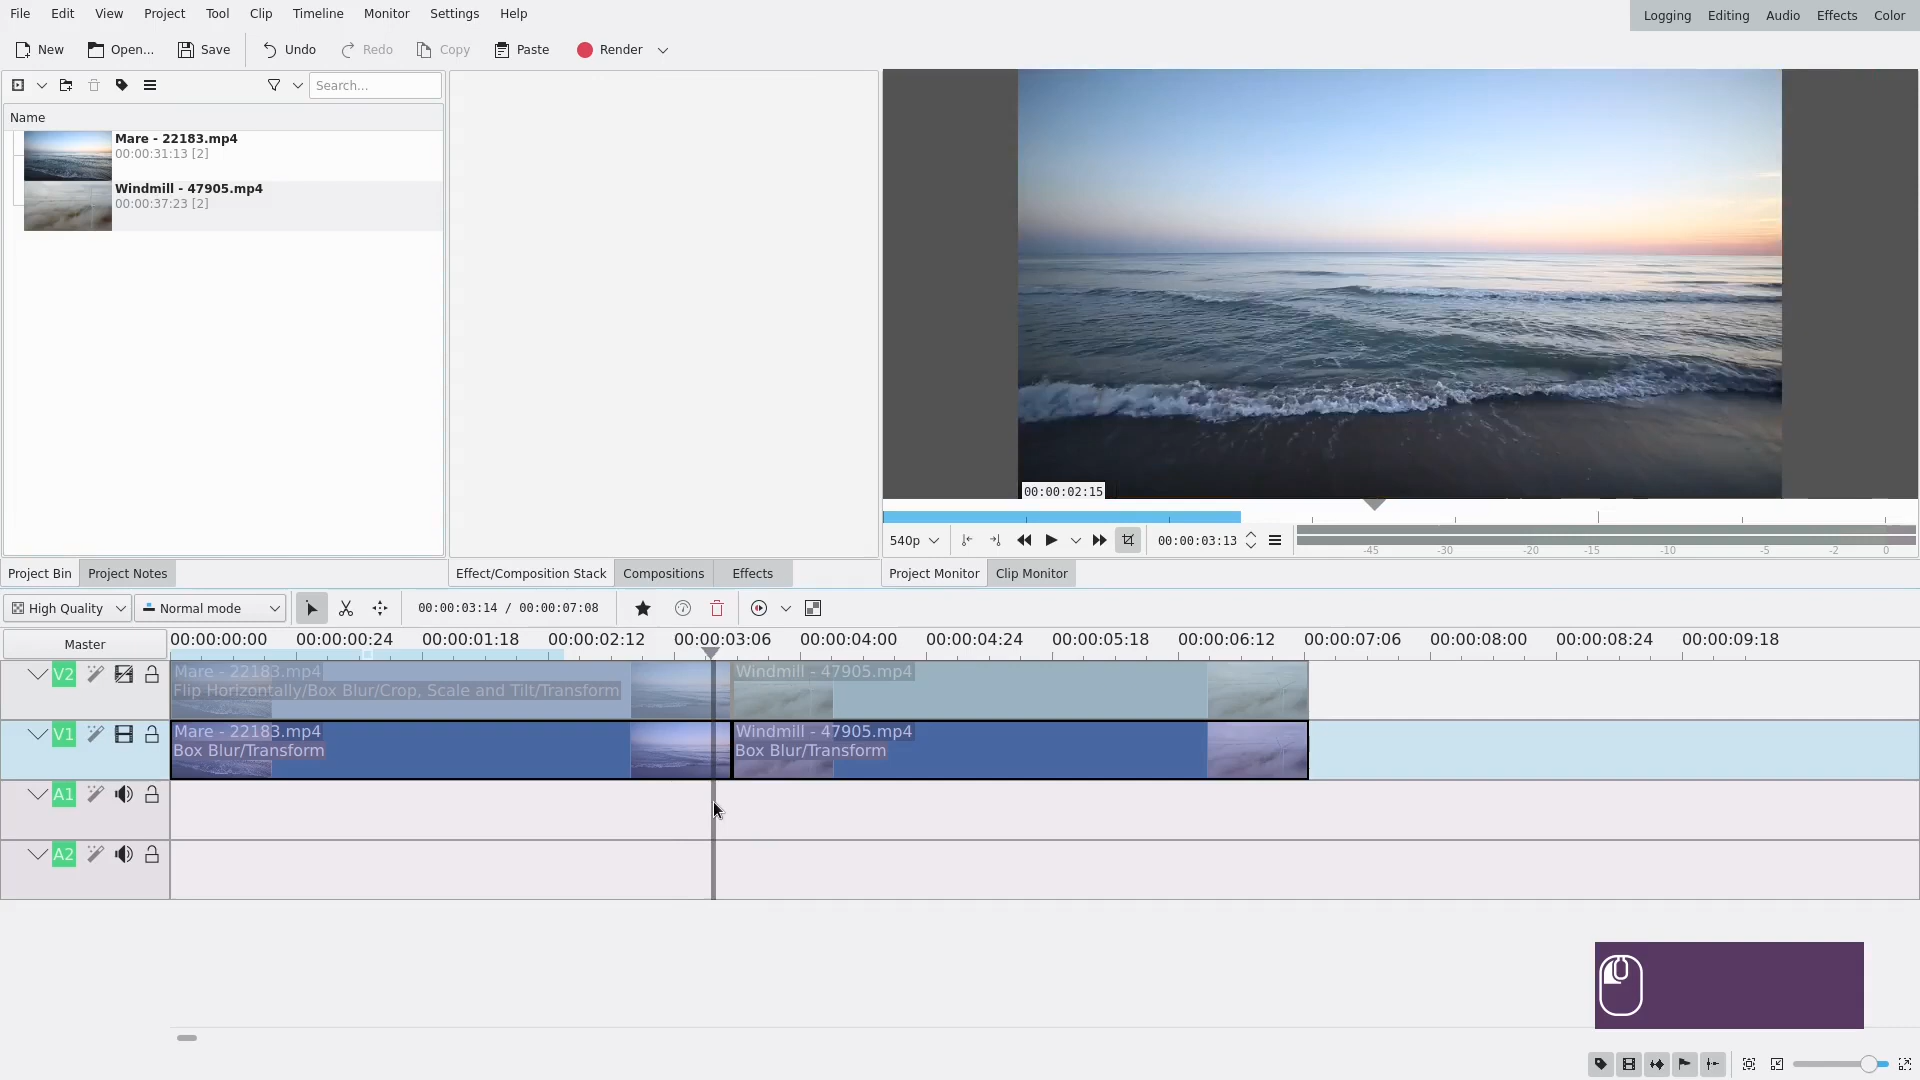 File Edit View Project Tool Clip Timeline Monitor Settings Help
Logging Editing Audio Effects Color
New Open... Save Undo Redo Copy Paste Render
Search...
Name
Mare - 22183.mp4
00:00:31:13 [2]
Windmill - 47905.mp4
00:00:37:23 [2]
00:00:02:15
540p 00:00:03:13
-45 -30 -20 -15 -10 -5 -2 0
Project Bin Project Notes Effect/Composition Stack Compositions Effects Project Monitor Clip Monitor
High Quality Normal mode 00:00:03:14 / 00:00:07:08
Master 00:00:00:00 00:00:00:24 00:00:01:18 00:00:02:12 00:00:03:06 00:00:04:00 00:00:04:24 00:00:05:18 00:00:06:12 00:00:07:06 00:00:08:00 00:00:08:24 00:00:09:18
V2 Mare - 22183.mp4 Windmill - 47905.mp4
Flip Horizontally/Box Blur/Crop, Scale and Tilt/Transform
V1 Mare - 22183.mp4 Windmill - 47905.mp4
Box Blur/Transform Box Blur/Transform
A1
A2